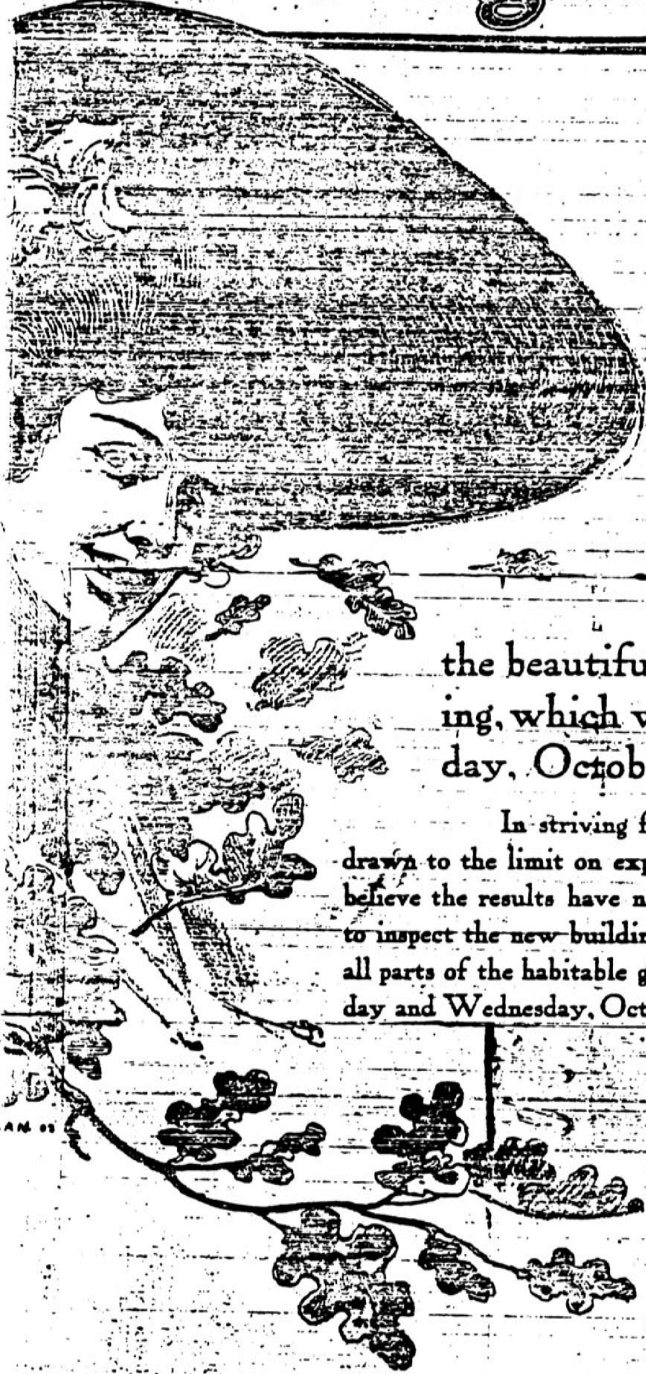 the beautifu
ing, which w
day, Octob
In striving f
drawn to the limit on exp
believe the results have n
to inspect the new buildin
all parts of the habitable g
day and Wednesday, Oct